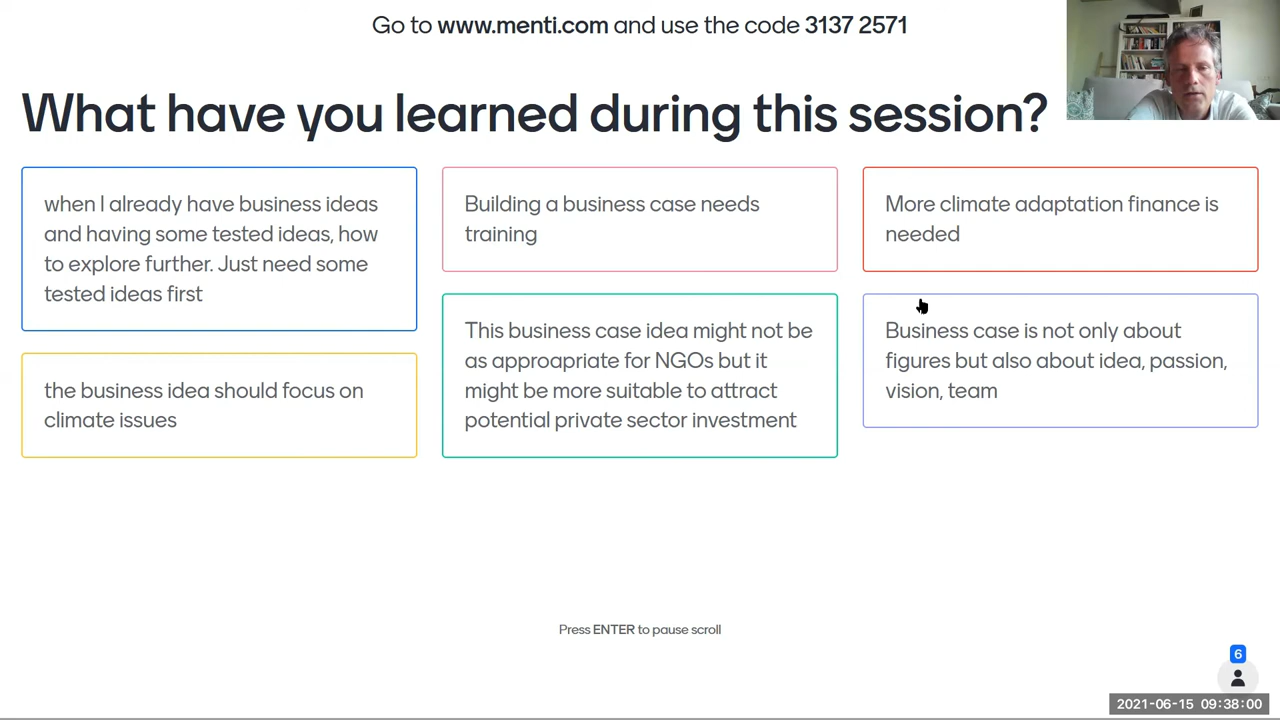 Go to www.menti.com and use the code 3137 2571
What have you learned during this session?
when I already have business ideas
and having some tested ideas, how
to explore further. Just need some
tested ideas first
the business idea should focus on
climate issues
Building a business case needs
training
This business case idea might not be
as approapriate for NGOs but it
might be more suitable to attract
potential private sector investment
More climate adaptation finance is
needed
Business case is not only about
figures but also about idea, passion,
vision, team
Press ENTER to pause scroll
6
2021-06-15 09:38:00